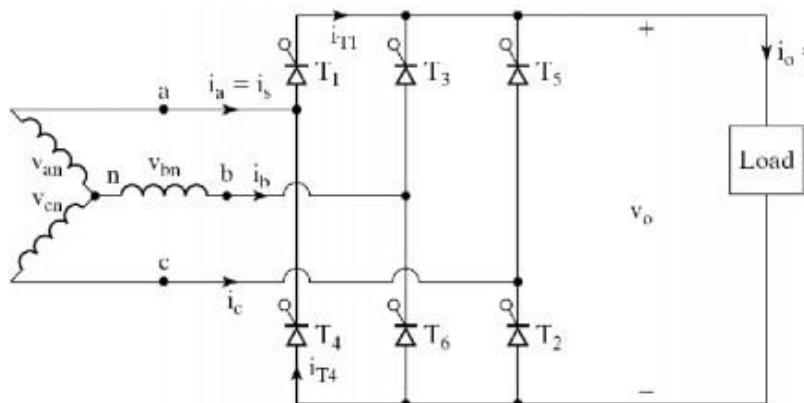 i_T1
+
T_1
T_3
T_5
i_o =
a
i_a = i_s
v_an
n
v_bn
b
i_b
Load
v_cn
v_o
c
i_c
T_4
T_6
T_2
i_T4
−